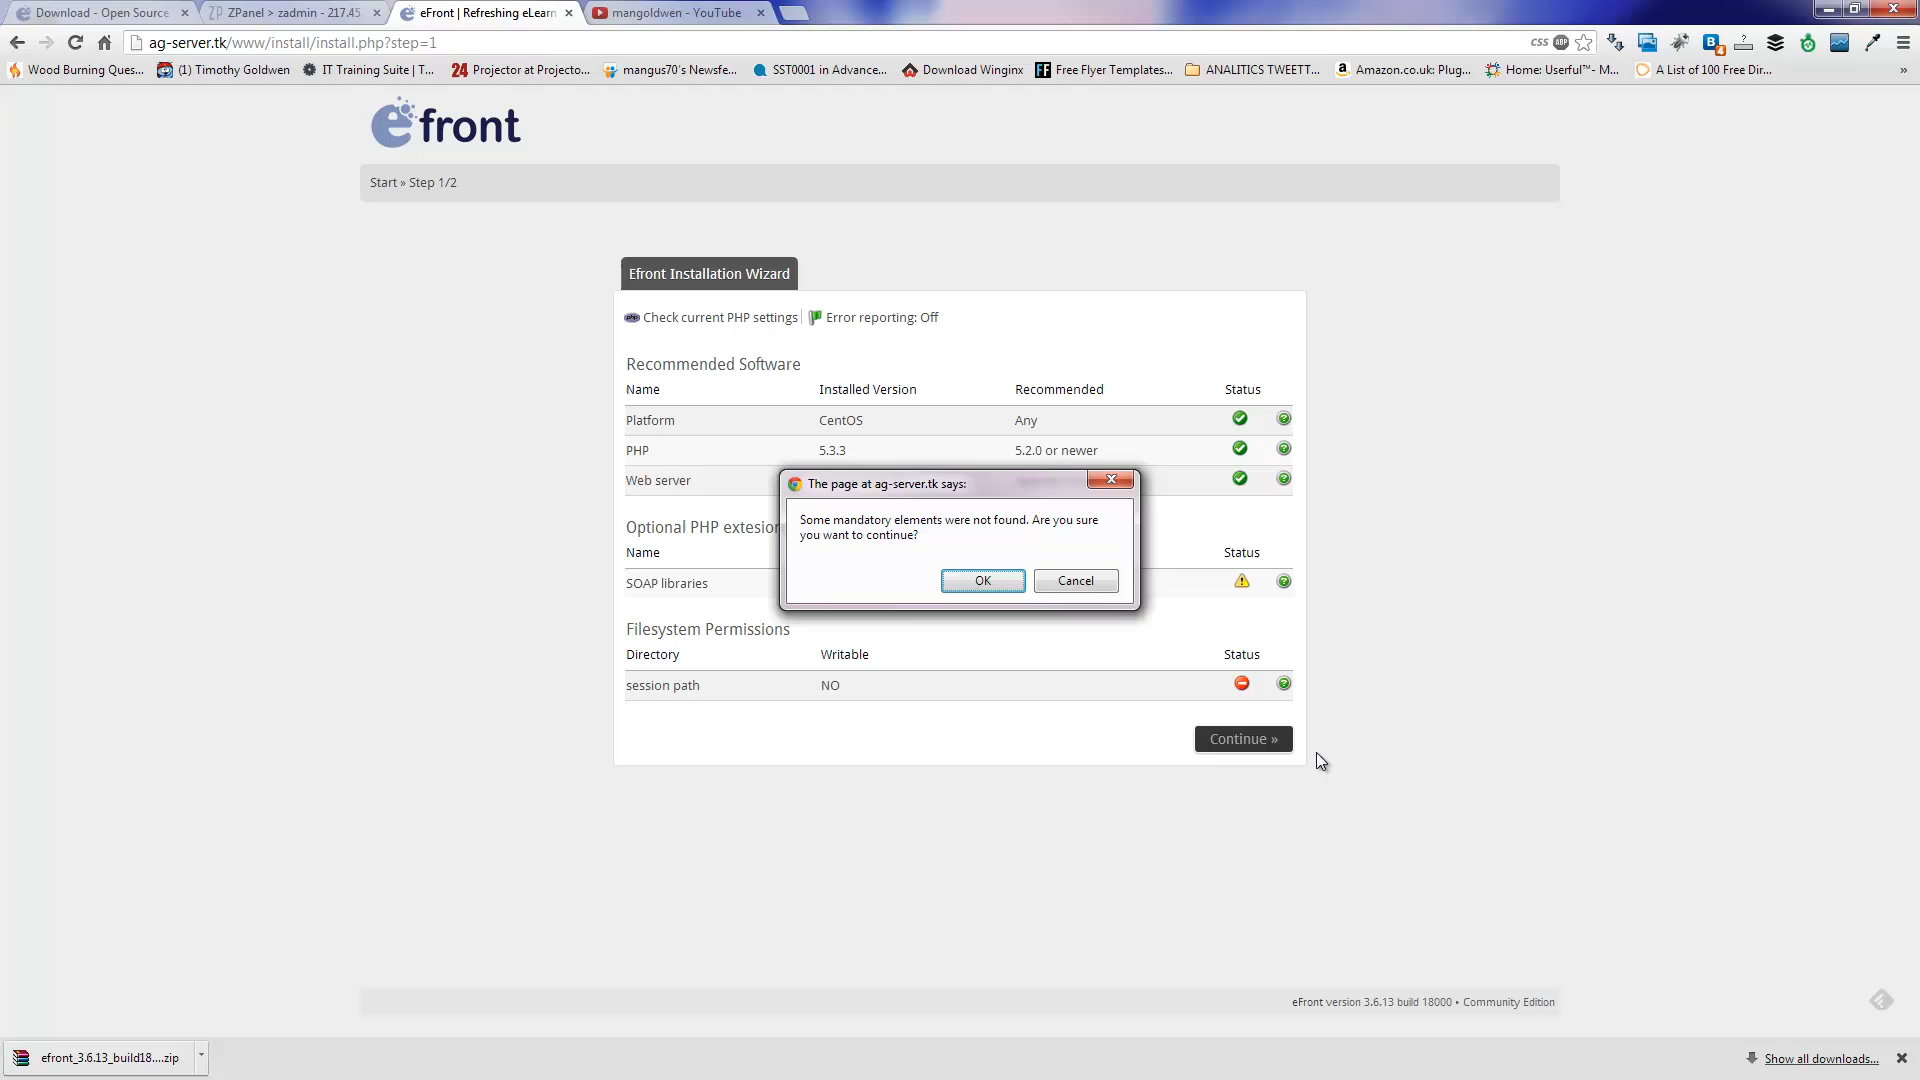 Download - Open Source
ZPanel > zadmin - 217.45.
eFront | Refreshing eLearn
mangoldwen - YouTube
ag-server.tk/www/install/install.php?step=1
CSS
ABP
Wood Burning Ques...
(1) Timothy Goldwen
IT Training Suite | T...
24 Projector at Projecto...
mangus70's Newsfe...
SST0001 in Advance...
Download Winginx
FF Free Flyer Templates...
ANALITICS TWEETT...
Amazon.co.uk: Plug...
Home: Userful™ - M...
A List of 100 Free Dir...
»
efront
Start » Step 1/2
Efront Installation Wizard
Check current PHP settings
Error reporting: Off
Recommended Software
Name Installed Version Recommended Status
Platform CentOS Any
PHP 5.3.3 5.2.0 or newer
Web server
The page at ag-server.tk says:
Some mandatory elements were not found. Are you sure
you want to continue?
OK Cancel
Optional PHP extesion
Name Status
SOAP libraries
Filesystem Permissions
Directory Writable Status
session path NO
Continue »
eFront version 3.6.13 build 18000 • Community Edition
efront_3.6.13_build18....zip
Show all downloads...